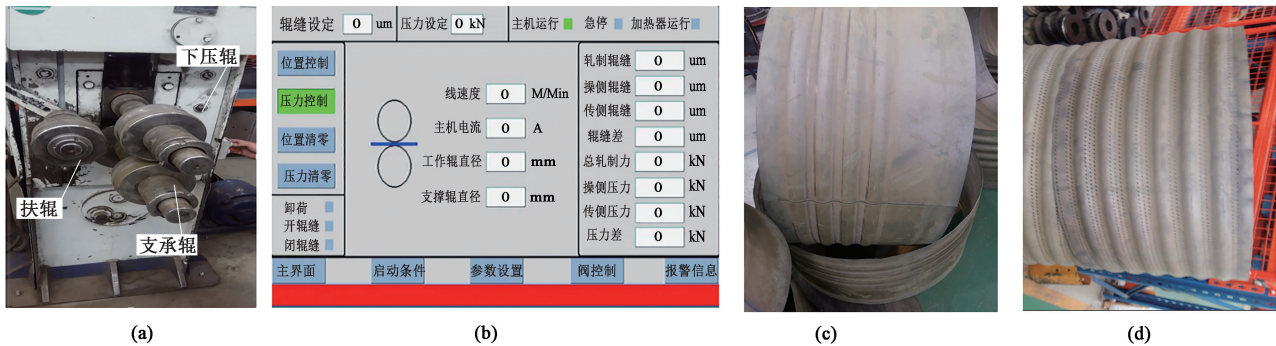 下压辊
扶辊
支承辊
(a)
辊缝设定 0 um 压力设定 0 kN 主机运行 急停 加热器运行
位置控制
压力控制
位置清零
压力清零
卸荷
开辊缝
闭辊缝
线速度 0 M/Min
主机电流 0 A
工作辊直径 0 mm
支撑辊直径 0 mm
轧制辊缝 0 um
操侧辊缝 0 um
传侧辊缝 0 um
辊缝差 0 um
总轧制力 0 kN
操侧压力 0 kN
传侧压力 0 kN
压力差 0 kN
主界面 启动条件 参数设置 阀控制 报警信息
(b)
(c)
(d)